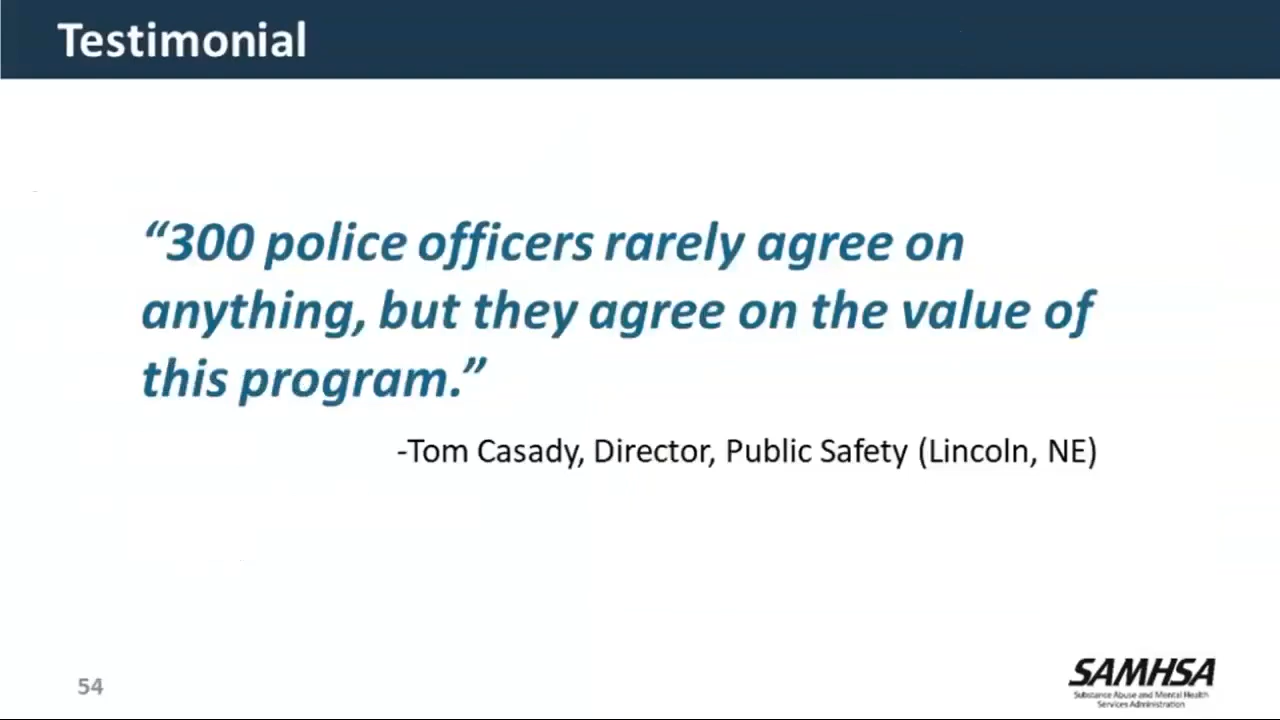 Testimonial
“300 police officers rarely agree on
anything, but they agree on the value of
this program.”
-Tom Casady, Director, Public Safety (Lincoln, NE)
54
SAMHSA
Substance Abuse and Mental Health
Services Administration